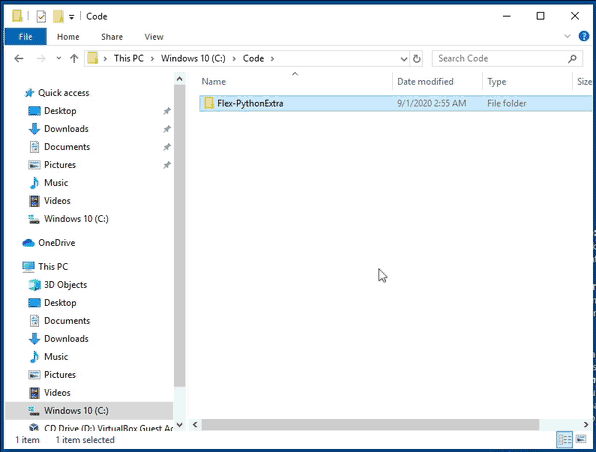 Code
File Home Share View
This PC Windows 10 (C:) Code Search Code
Name Date modified Type Size
Flex-PythonExtra 9/1/2020 2:55 AM File folder
Quick access
Desktop
Downloads
Documents
Pictures
Music
Videos
Windows 10 (C:)
OneDrive
This PC
3D Objects
Desktop
Documents
Downloads
Music
Pictures
Videos
Windows 10 (C:)
CD Drive (D:) VirtualBox Guest
1 item 1 item selected